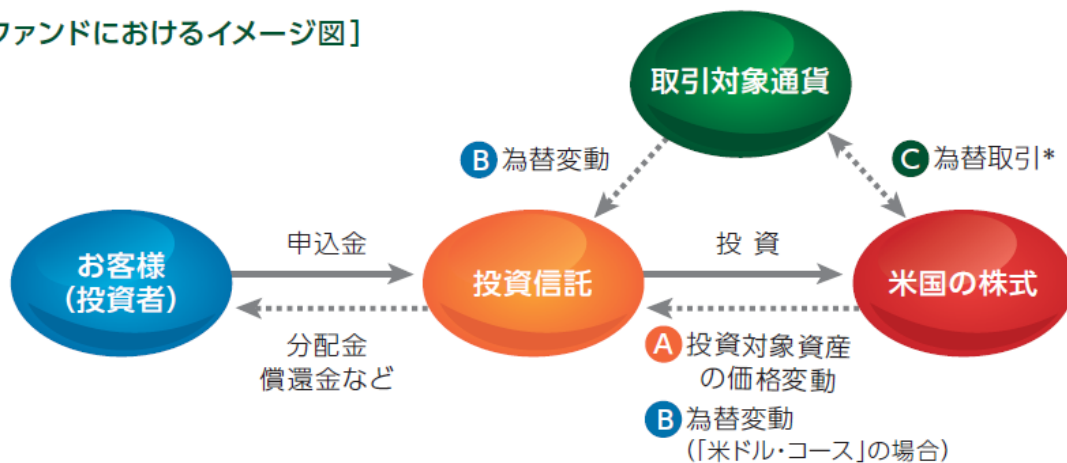 ファンドにおけるイメージ図]
取引対象通貨
B 為替変動
C 為替取引*
お客様
(投資者)
申込金
投資信託
投 資
米国の株式
分配金
償還金など
A 投資対象資産
の価格変動
B 為替変動
(「米ドル・コース」の場合)